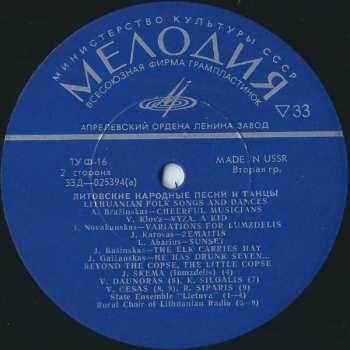 МИНИСТЕРСТВО КУЛЬТУРЫ СССР
МЕЛОДИЯ
ВСЕСОЮЗНАЯ ФИРМА ГРАМПЛАСТИНОК
33
АПРЕЛЕВСКИЙ ОРДЕНА ЛЕНИНА ЗАВОД
ТУ Ф-16
MADE IN USSR
2 сторона
Вторая гр.
33Д—025394(a)
ЛИТОВСКИЕ НАРОДНЫЕ ПЕСНИ И ТАНЦЫ
LITHUANIAN FOLK SONGS AND DANCES
A. Bražinskas—CHEERFUL MUSICIANS
V. Klova—VYZA, A KID
I. Novakauskas—VARIATIONS FOR LUMZDELIS
J. Karosas—ZEMAITIS
L. Abarius—SUNSET
J. Bašinskas—THE ELK CARRIES HAY
J. Gaižauskas—HE HAS DRUNK SEVEN...
BEYOND THE COPSE, THE LITTLE COPSE
J. SKEMA (lumzdelis) (4)
V. DAUNORAS (8), K. SILGALIS (7)
V. CESAS (8, 9), R. SIPARIS (9)
State Ensemble "Lietuva" (1—4)
Rural Choir of Lithuanian Radio (5—9)